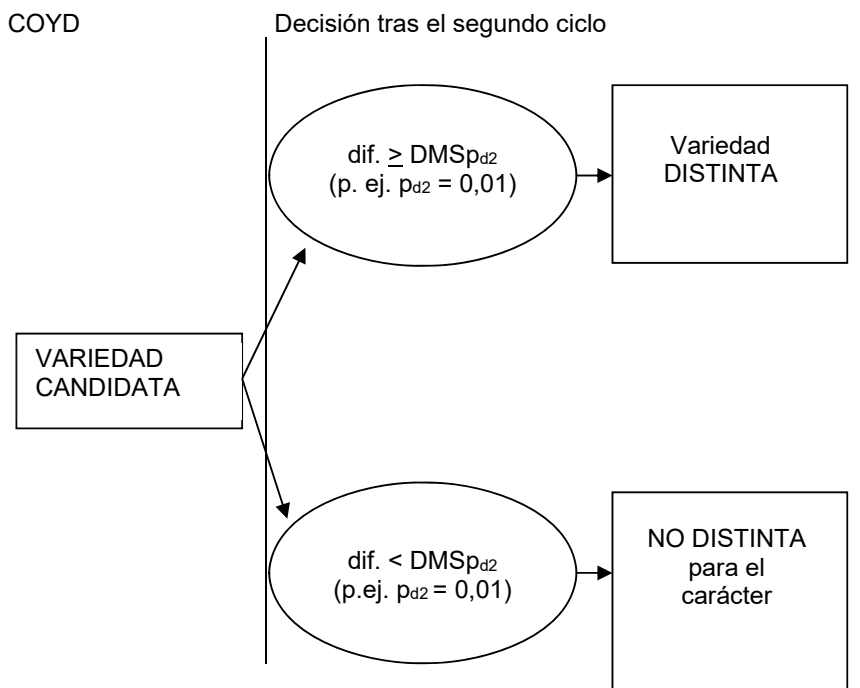 COYD
Decisión tras el segundo ciclo
dif. ≥ DMSpd2
(p. ej. pd2 = 0,01)
Variedad
DISTINTA
VARIEDAD
CANDIDATA
dif. < DMSpd2
(p.ej. pd2 = 0,01)
NO DISTINTA
para el
carácter